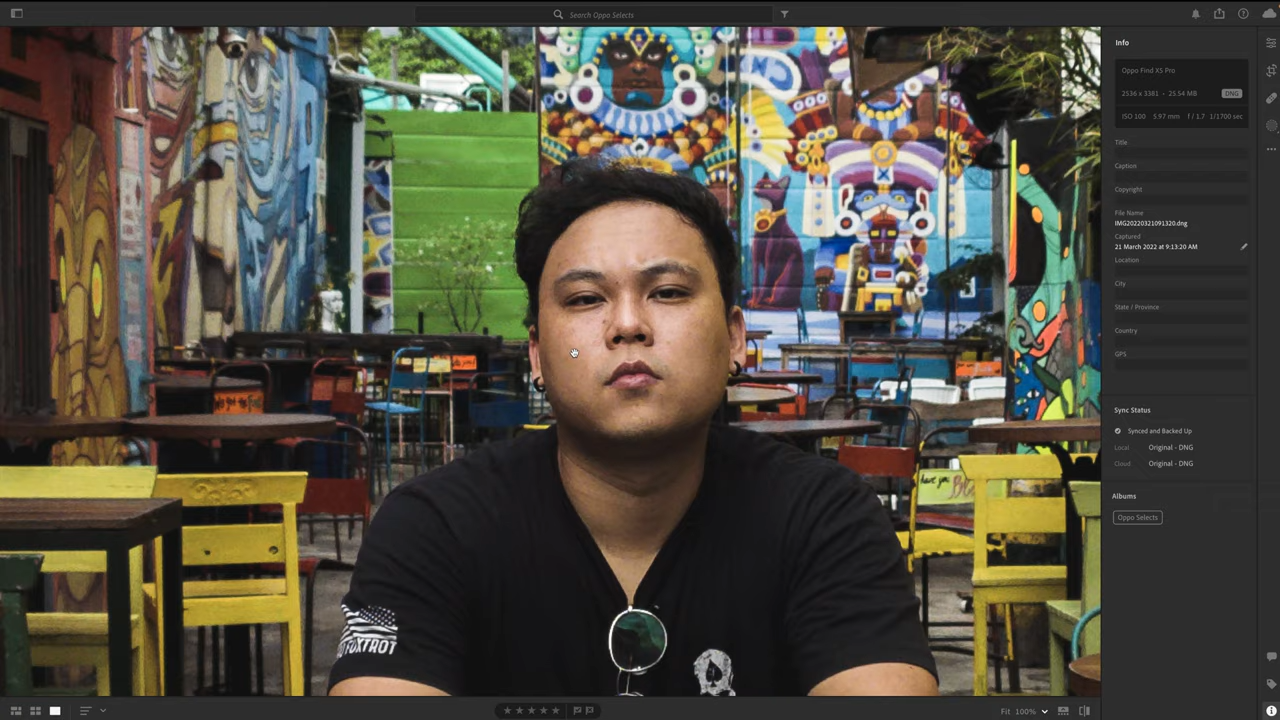 Search Oppo Selects
Info
Oppo Find X5 Pro
2536 x 3381 - 25.54 MB
DNG
ISO 100 5.97 mm f / 1.7 1/1700 sec
Title
Caption
Copyright
File Name
IMG20220321091320.dng
Captured
21 March 2022 at 9:13:20 AM
Location
City
State / Province
Country
GPS
Sync Status
Synced and Backed Up
Local Original - DNG
Cloud Original - DNG
Albums
Oppo Selects
have you
FOXTROT
Fit 100%